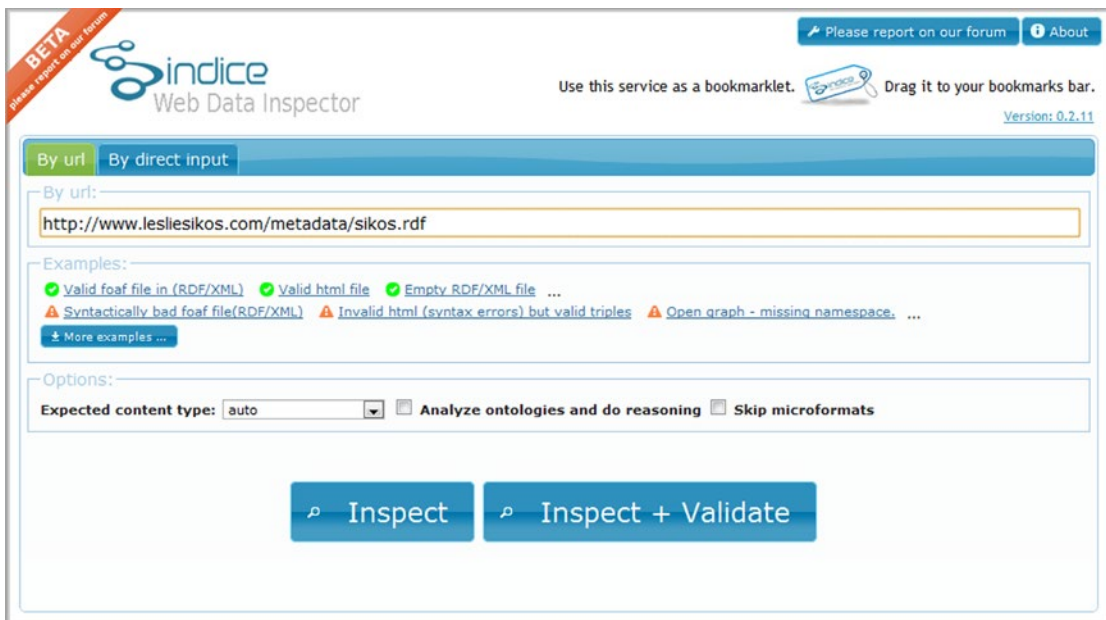 BETA
please report on our forum
Please report on our forum
About
sindice
Web Data Inspector
Use this service as a bookmarklet. sindice Drag it to your bookmarks bar.
Version: 0.2.11
By url By direct input
By url:
http://www.lesliesikos.com/metadata/sikos.rdf
Examples:
Valid foaf file in (RDF/XML) Valid html file Empty RDF/XML file ...
Syntactically bad foaf file(RDF/XML) Invalid html (syntax errors) but valid triples Open graph - missing namespace. ...
More examples ...
Options:
Expected content type: auto Analyze ontologies and do reasoning Skip microformats
Inspect Inspect + Validate